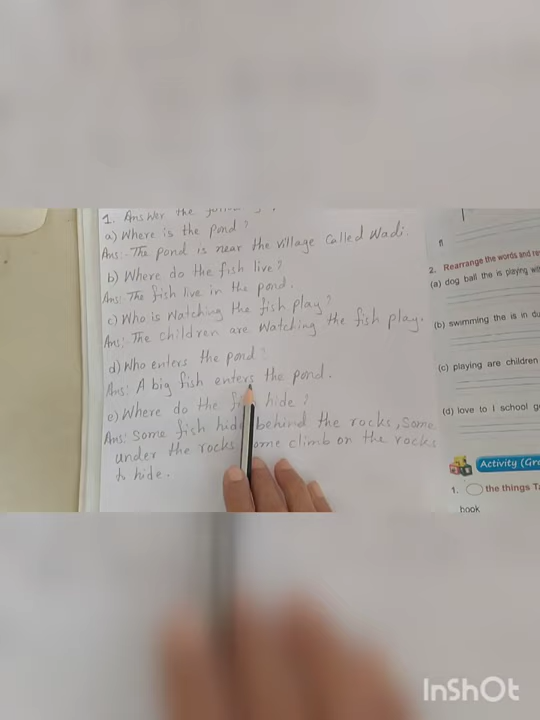 1. Answer the
a) Where is the pond?
Ans:- The pond is near the village called Wadi.
b) Where do the fish live?
Ans: The fish live in the pond.
c) Who is watching the fish play?
Ans: The children are watching the fish play.
d) Who enters the pond?
Ans: A big fish enters the pond.
e) Where do the hide?
Ans: Some fish hide behind the rocks, some
under the rocks some climb on the rocks
to hide.
2. Rearrange the words and
(a) dog ball the is playing
(b) swimming the is in
(c) playing are children
(d) love to I school
Activity
1. the things
book
InShOt